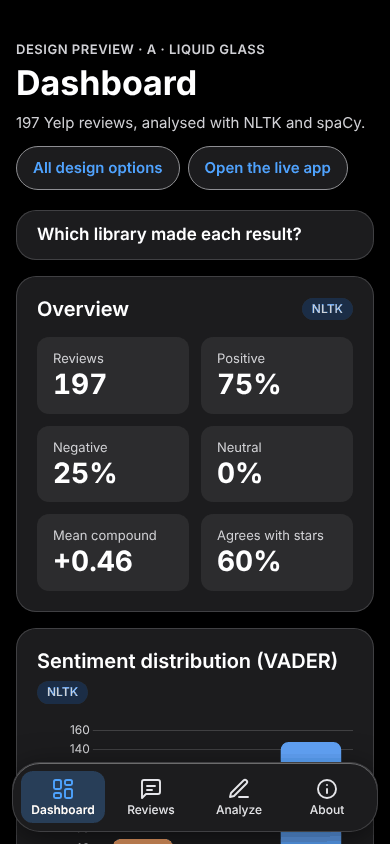 DESIGN PREVIEW · A · LIQUID GLASS
Dashboard
197 Yelp reviews, analysed with NLTK and spaCy.
All design options
Open the live app
Which library made each result?
Overview
NLTK
Reviews
197
Positive
75%
Negative
25%
Neutral
0%
Mean compound
+0.46
Agrees with stars
60%
Sentiment distribution (VADER)
NLTK
160
140
Dashboard
Reviews
Analyze
About